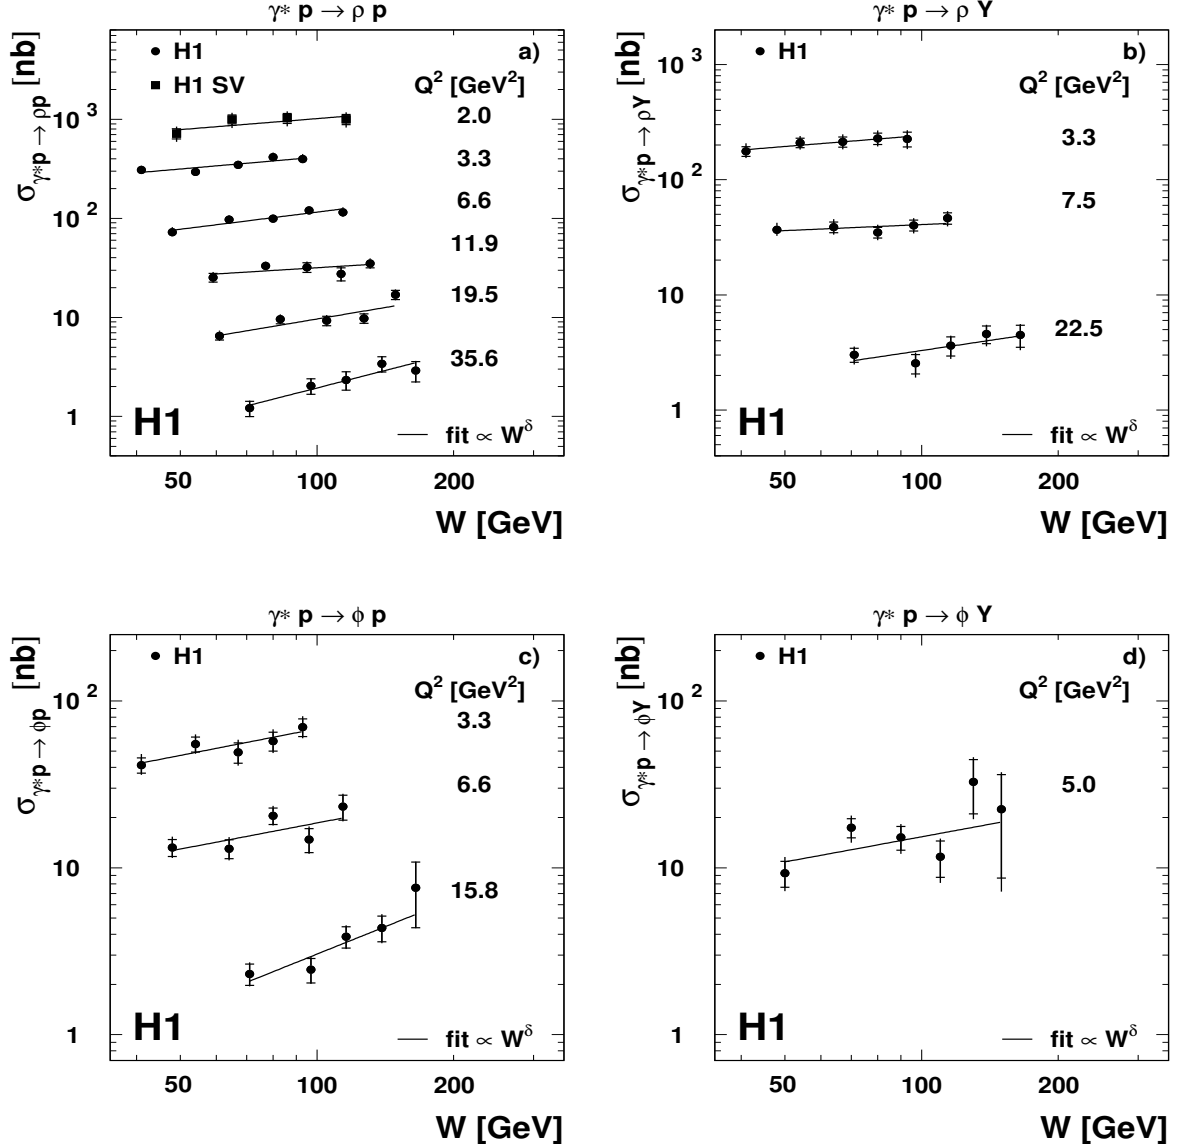 γ* p → ρ p
σγ*p → ρp [nb]
H1
a)
H1 SV
Q² [GeV²]
10³
2.0
3.3
10²
6.6
11.9
10
19.5
35.6
1
H1
fit ∝ W^δ
50 100 200
W [GeV]
γ* p → ρ Y
σγ*p → ρY [nb]
H1
b)
10³
Q² [GeV²]
3.3
10²
7.5
10
22.5
1
H1
fit ∝ W^δ
50 100 200
W [GeV]
γ* p → ϕ p
σγ*p → ϕp [nb]
H1
c)
Q² [GeV²]
10²
3.3
6.6
10
15.8
1
H1
fit ∝ W^δ
50 100 200
W [GeV]
γ* p → ϕ Y
σγ*p → ϕY [nb]
H1
d)
Q² [GeV²]
10²
5.0
10
1
H1
fit ∝ W^δ
50 100 200
W [GeV]